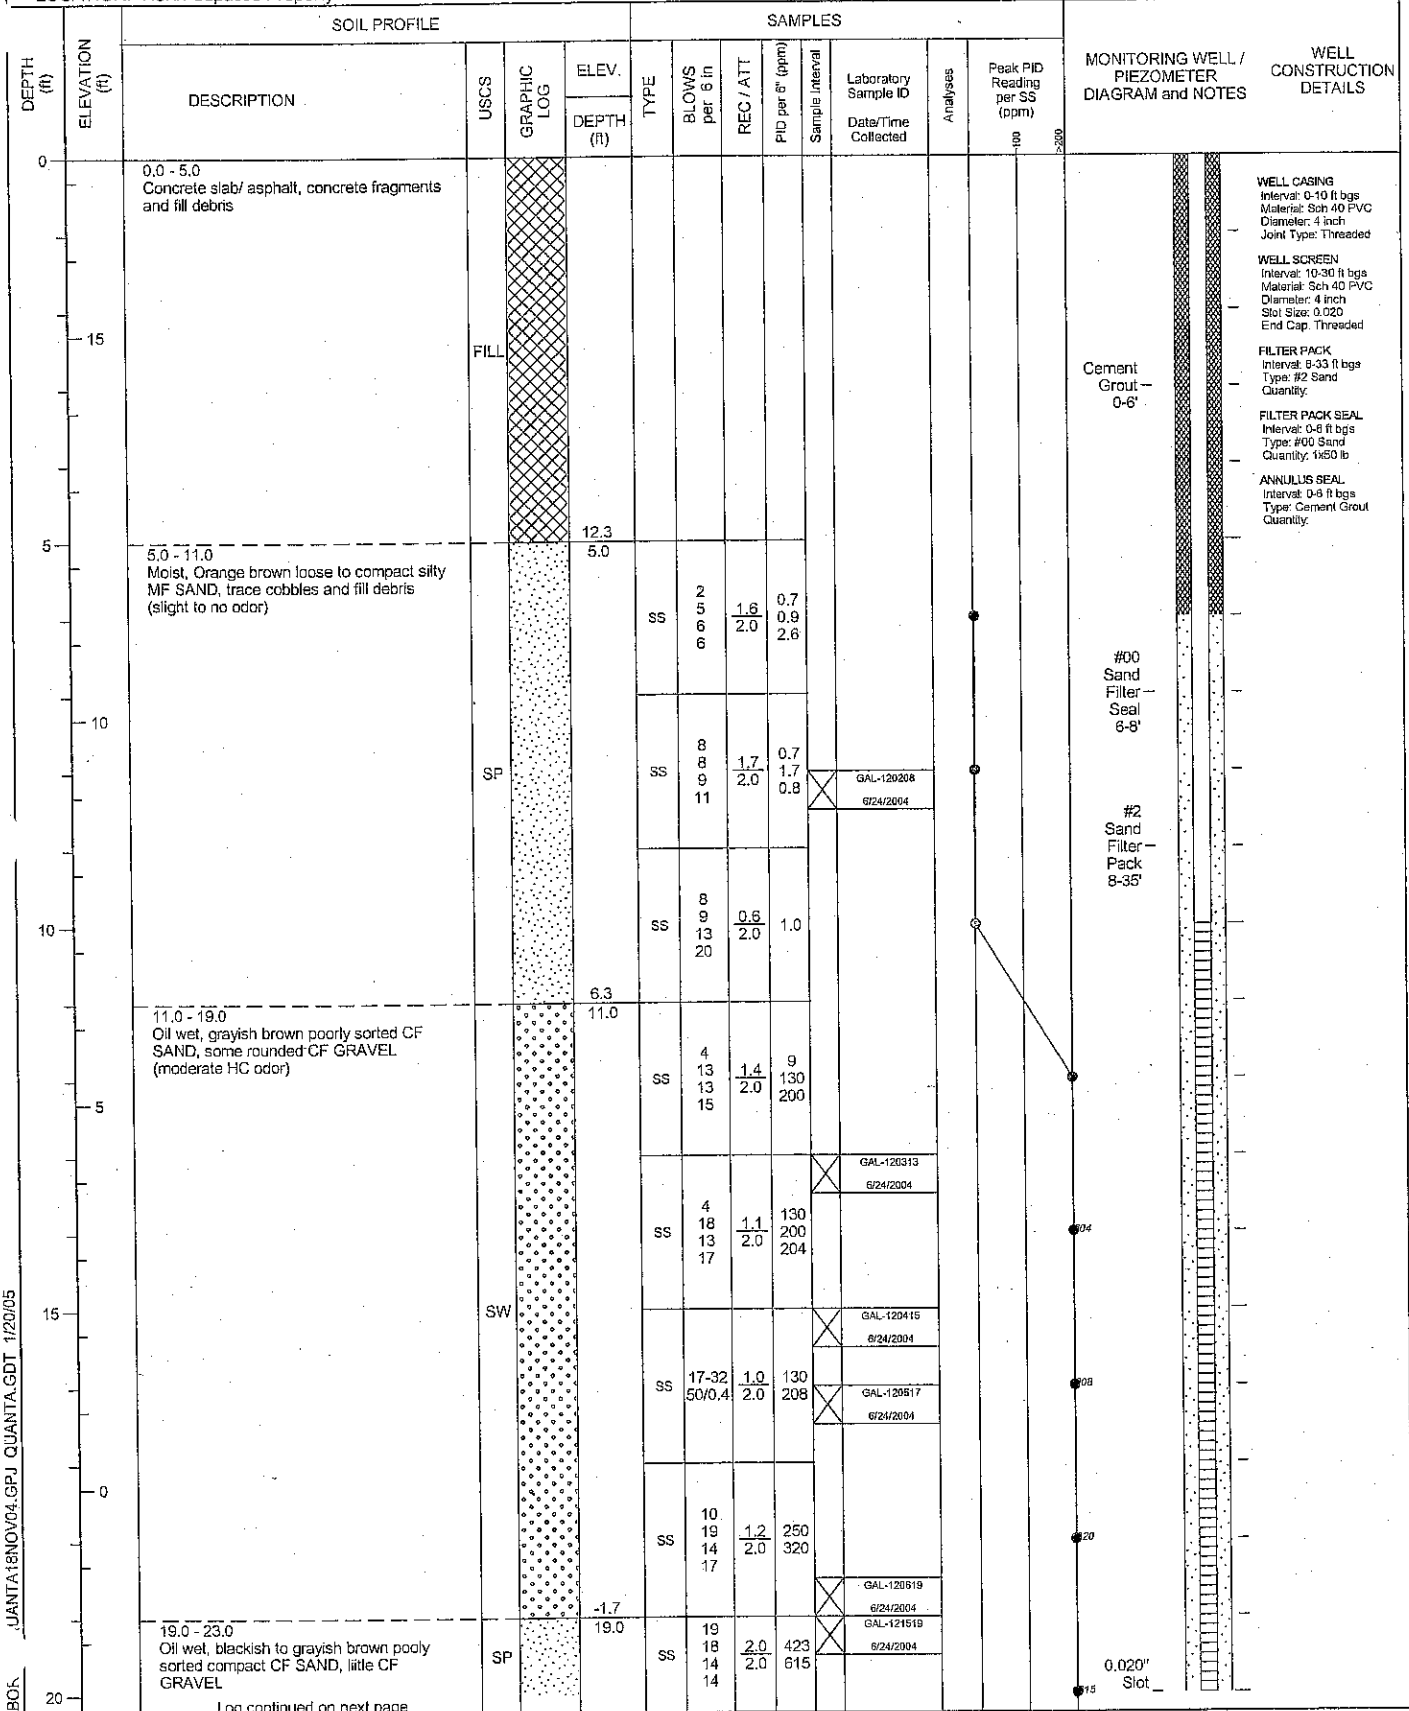 SOIL PROFILE
SAMPLES
DEPTH
(ft)
ELEVATION
(ft)
DESCRIPTION
USCS
GRAPHIC
LOG
ELEV.
DEPTH
(ft)
TYPE
BLOWS
per 6 in
REC / ATT
PID per 6" (ppm)
Sample Interval
Laboratory
Sample ID
Date/Time
Collected
Analyses
Peak PID
Reading
per SS
(ppm)
100
>200
MONITORING WELL /
PIEZOMETER
DIAGRAM and NOTES
WELL
CONSTRUCTION
DETAILS
0
0.0 - 5.0
Concrete slab/ asphalt, concrete fragments
and fill debris
15
FILL
12.3
5.0
WELL CASING
Interval: 0-10 ft bgs
Material: Sch 40 PVC
Diameter: 4 inch
Joint Type: Threaded
WELL SCREEN
Interval: 10-30 ft bgs
Material: Sch 40 PVC
Diameter: 4 inch
Slot Size: 0.020
End Cap: Threaded
FILTER PACK
Interval: 8-33 ft bgs
Type: #2 Sand
Quantity:
FILTER PACK SEAL
Interval: 0-6 ft bgs
Type: #00 Sand
Quantity: 1x50 lb
ANNULUS SEAL
Interval: 0-6 ft bgs
Type: Cement Grout
Quantity:
Cement
Grout
0-6'
5
5.0 - 11.0
Moist, Orange brown loose to compact silty
MF SAND, trace cobbles and fill debris
(slight to no odor)
SS
2
5
6
6
1.6
2.0
0.7
0.9
2.6
#00
Sand
Filter
Seal
6-8'
10
SP
SS
8
8
9
11
1.7
2.0
0.7
1.7
0.8
GAL-120208
6/24/2004
#2
Sand
Filter
Pack
8-35'
10
SS
8
9
13
20
0.6
2.0
1.0
6.3
11.0
11.0 - 19.0
Oil wet, grayish brown poorly sorted CF
SAND, some rounded CF GRAVEL
(moderate HC odor)
5
SS
4
13
13
15
1.4
2.0
9
130
200
GAL-120313
6/24/2004
SS
4
18
13
17
1.1
2.0
130
200
204
15
SW
GAL-120415
6/24/2004
SS
17-32
50/0.4
1.0
2.0
130
208
GAL-120517
6/24/2004
0
SS
10
19
14
17
1.2
2.0
250
320
GAL-120619
6/24/2004
-1.7
19.0
19.0 - 23.0
Oil wet, blackish to grayish brown pooly
sorted compact CF SAND, liitle CF
GRAVEL
SP
SS
19
18
14
14
2.0
2.0
423
615
GAL-121519
6/24/2004
0.020"
Slot
20
Log continued on next page
UANTA18NOV04.GPJ QUANTA.GDT 1/20/05